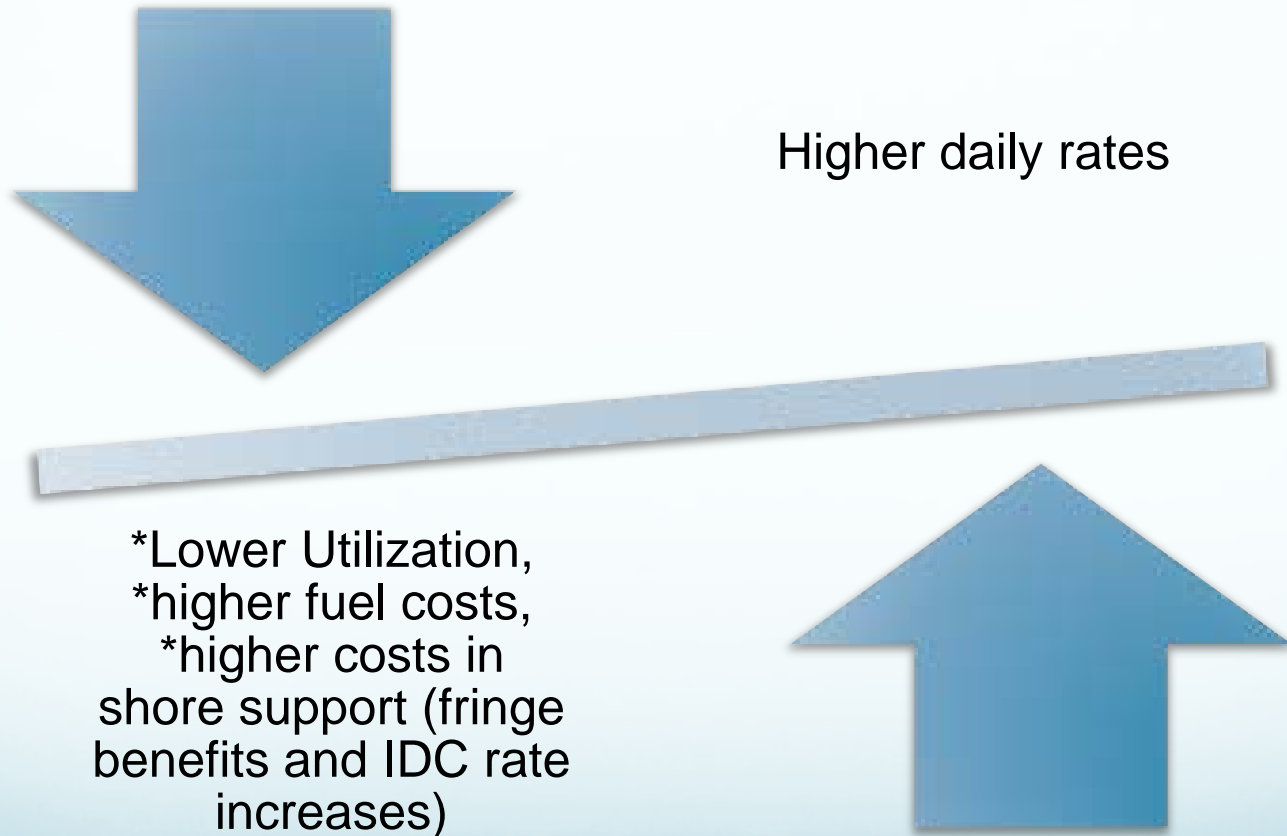 Higher daily rates
*Lower Utilization,
*higher fuel costs,
*higher costs in
shore support (fringe
benefits and IDC rate
increases)